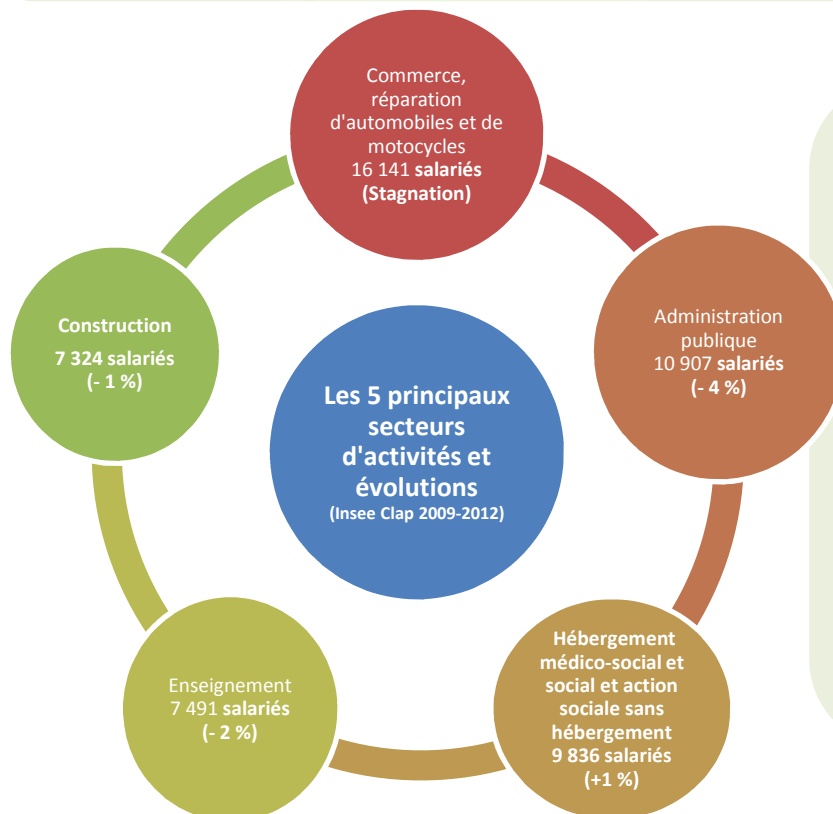 Commerce,
réparation
d'automobiles et de
motocycles
16 141 salariés
(Stagnation)
Administration
publique
10 907 salariés
(- 4 %)
Hébergement
médico-social et
social et action
sociale sans
hébergement
9 836 salariés
(+1 %)
Enseignement
7 491 salariés
(- 2 %)
Construction
7 324 salariés
(- 1 %)
Les 5 principaux
secteurs
d'activités et
évolutions
(Insee Clap 2009-2012)